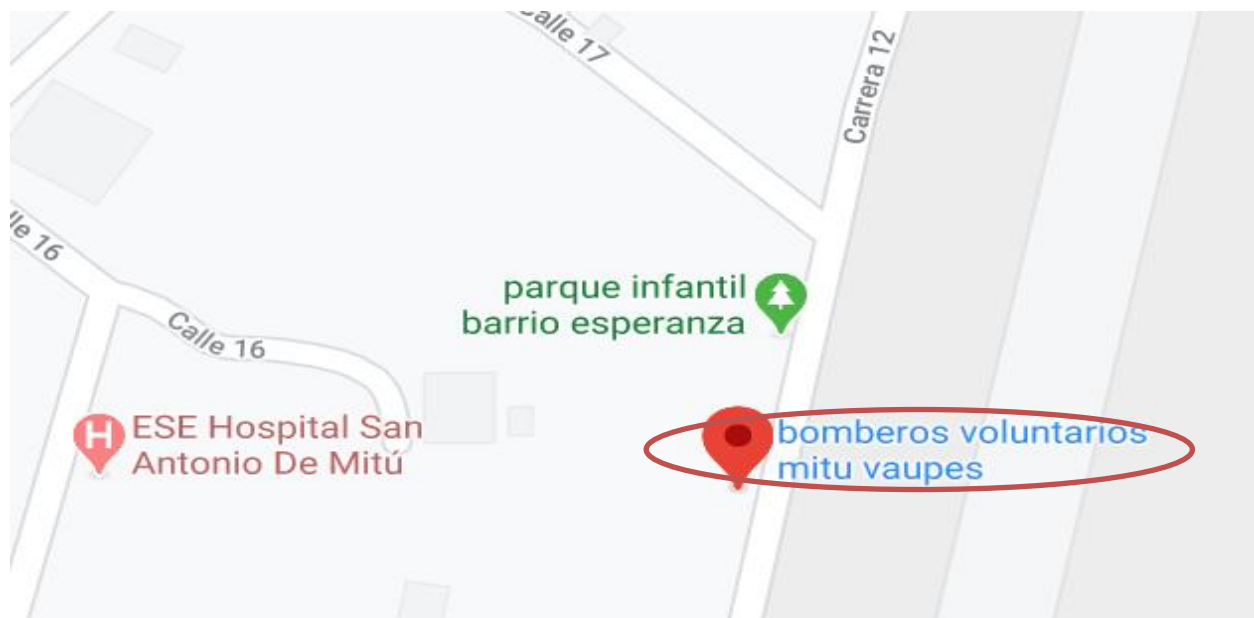 Calle 17
Carrera 12
lle 16
parque infantil
barrio esperanza
Calle 16
H
ESE Hospital San
Antonio De Mitú
bomberos voluntarios
mitu vaupes